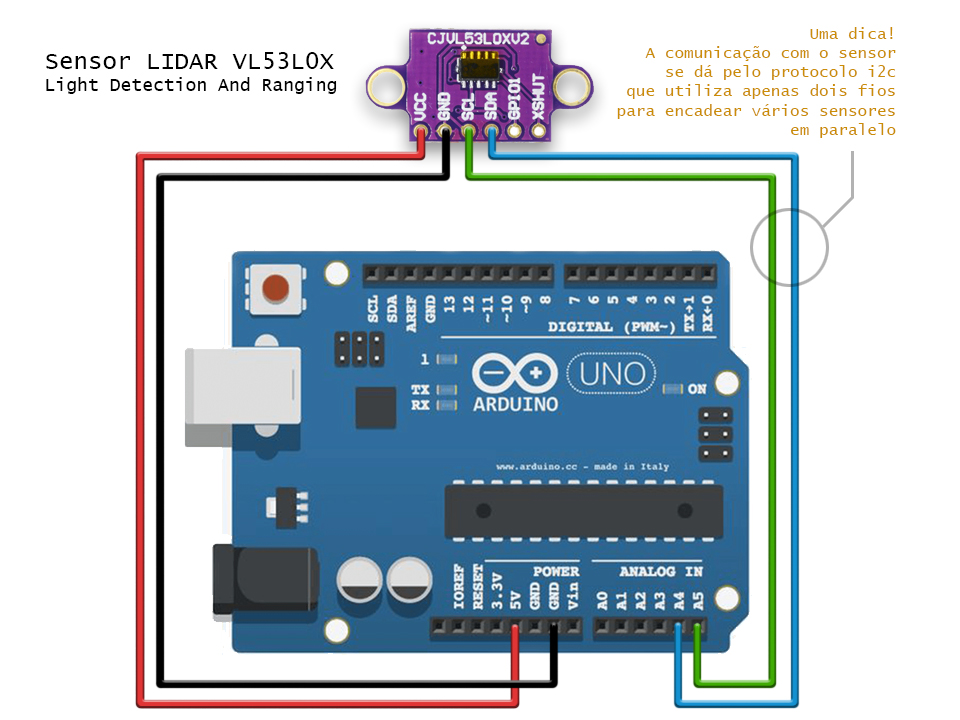 Sensor LIDAR VL53L0X
Light Detection And Ranging
CJVL53L0XV2
VCC
GND
SCL
SDA
GPIO1
XSHUT
Uma dica!
A comunicação com o sensor
se dá pelo protocolo i2c
que utiliza apenas dois fios
para encadear vários sensores
em paralelo
SCL
SDA
AREF
GND
13
12
~11
~10
~9
8
7
6
5
4
3
2
TX→1
RX←0
DIGITAL (PWM~)
1
TX
RX
ARDUINO
UNO
ON
www.arduino.cc - made in Italy
POWER
ANALOG IN
IOREF
RESET
3.3V
5V
GND
GND
Vin
A0
A1
A2
A3
A4
A5